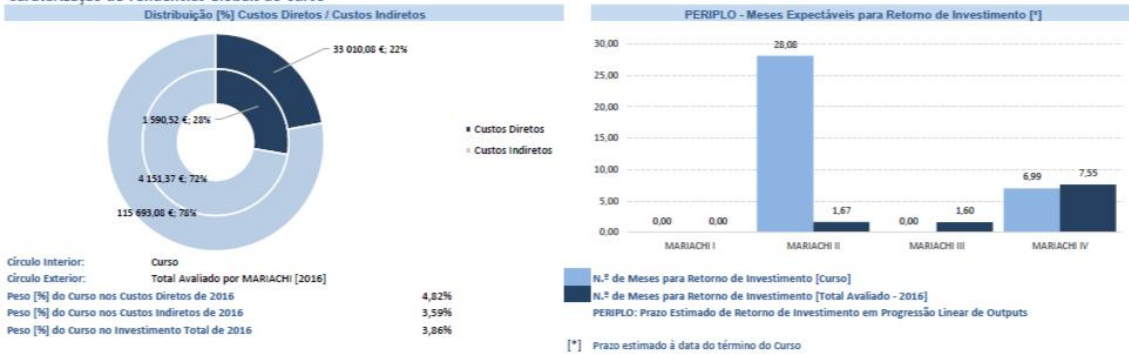 Caraterização de Tendências Globais do Curso
Distribuição [%] Custos Diretos / Custos Indiretos
33 010,08 €; 22%
1 590,52 €; 28%
4 151,37 €; 72%
115 693,08 €; 78%
Custos Diretos
Custos Indiretos
Círculo Interior: Curso
Círculo Exterior: Total Avaliado por MARIACHI [2016]
Peso [%] do Curso nos Custos Diretos de 2016 4,82%
Peso [%] do Curso nos Custos Indiretos de 2016 3,59%
Peso [%] do Curso no Investimento Total de 2016 3,86%
PERIPLO - Meses Expectáveis para Retorno de Investimento [*]
30,00
25,00
20,00
15,00
10,00
5,00
0,00
0,00 0,00
28,08 1,67
0,00 1,60
6,99 7,55
MARIACHI I MARIACHI II MARIACHI III MARIACHI IV
N.º de Meses para Retorno de Investimento [Curso]
N.º de Meses para Retorno de Investimento [Total Avaliado - 2016]
PERIPLO: Prazo Estimado de Retorno de Investimento em Progressão Linear de Outputs
[*] Prazo estimado à data do término do Curso